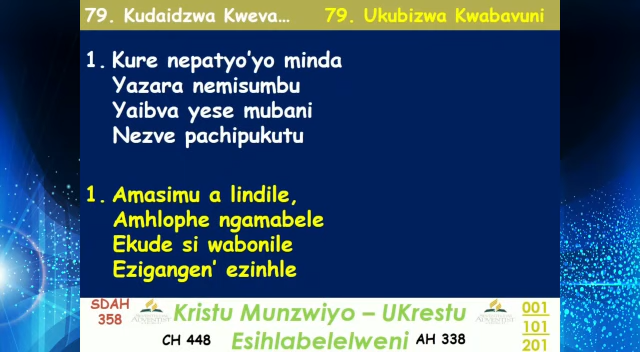 79. Kudaidzwa Kweva… 79. Ukubizwa Kwabavuni
1. Kure nepatyo'yo minda
Yazara nemisumbu
Yaibva yese mubani
Nezve pachipukutu
1. Amasimu a lindile,
Amhlophe ngamabele
Ekude si wabonile
Ezigangen' ezinhle
SDAH 358
Kristu Munzwiyo – UKrestu
Esihlabelelweni
CH 448
AH 338
001
101
201